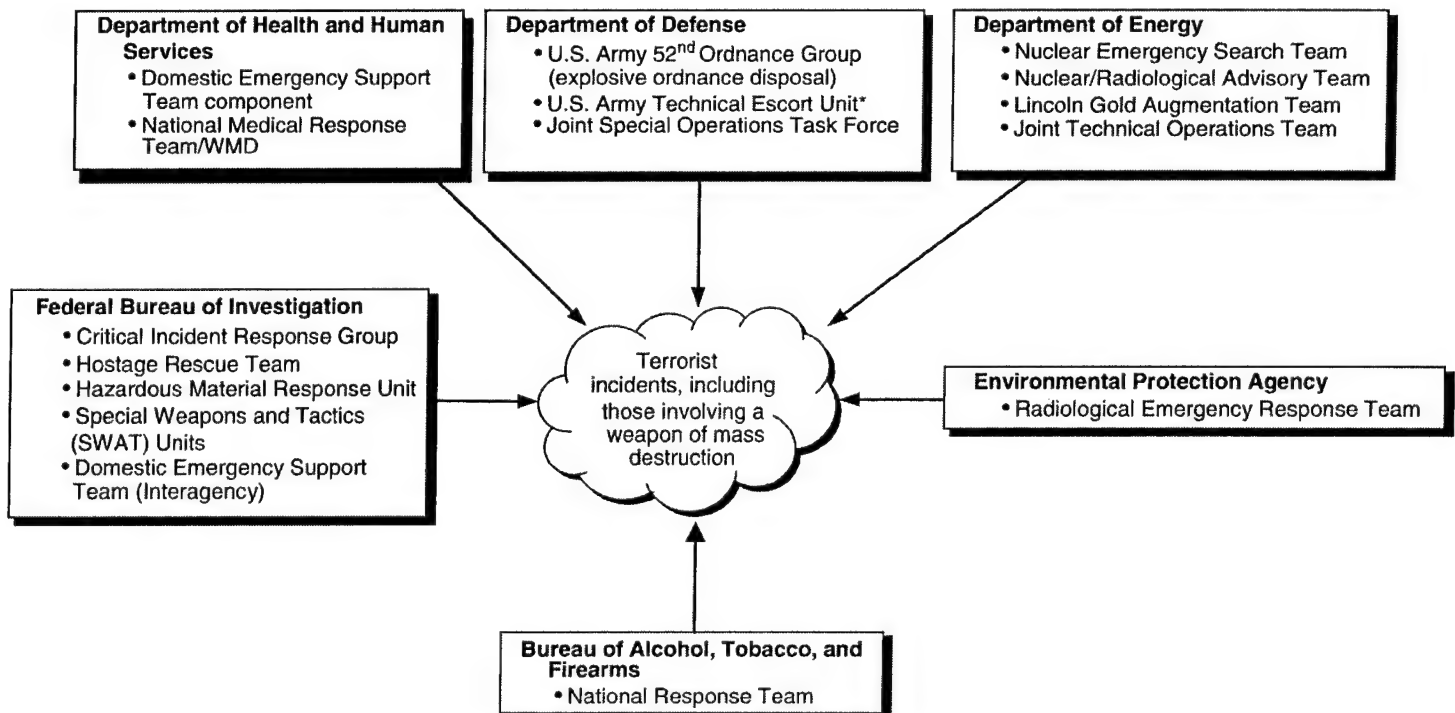 Department of Health and Human
Services
• Domestic Emergency Support
Team component
• National Medical Response
Team/WMD
Department of Defense
• U.S. Army 52nd Ordnance Group
(explosive ordnance disposal)
• U.S. Army Technical Escort Unit*
• Joint Special Operations Task Force
Department of Energy
• Nuclear Emergency Search Team
• Nuclear/Radiological Advisory Team
• Lincoln Gold Augmentation Team
• Joint Technical Operations Team
Federal Bureau of Investigation
• Critical Incident Response Group
• Hostage Rescue Team
• Hazardous Material Response Unit
• Special Weapons and Tactics
(SWAT) Units
• Domestic Emergency Support
Team (Interagency)
Terrorist
incidents, including
those involving a
weapon of mass
destruction
Environmental Protection Agency
• Radiological Emergency Response Team
Bureau of Alcohol, Tobacco, and
Firearms
• National Response Team